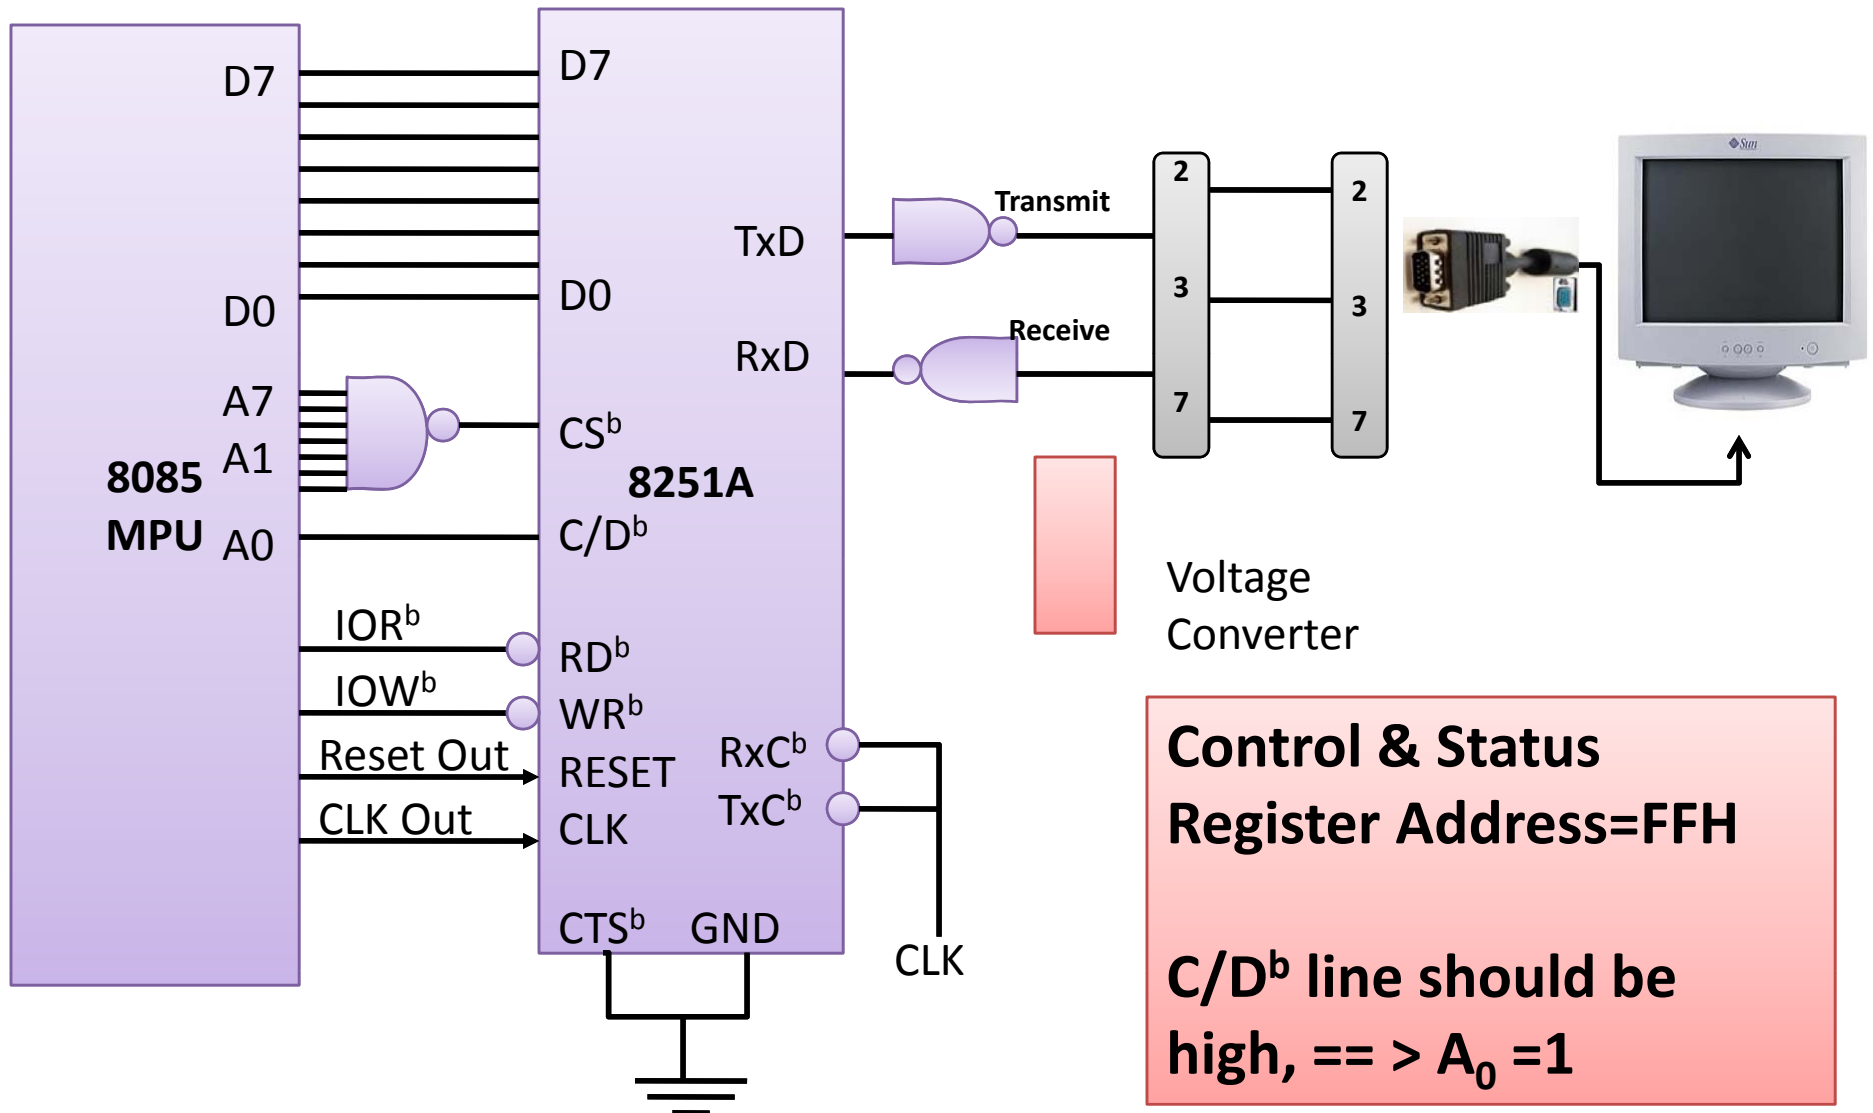 D7
D0
A7
A1
8085
MPU
A0
IORᵇ
IOWᵇ
Reset Out
CLK Out
D7
D0
TxD
RxD
CSᵇ
8251A
C/Dᵇ
RDᵇ
WRᵇ
RESET
CLK
RxCᵇ
TxCᵇ
CTSᵇ GND
CLK
Transmit
Receive
2
3
7
2
3
7
Sun
Voltage
Converter
Control & Status
Register Address=FFH
C/Dᵇ line should be
high, == > A₀ =1